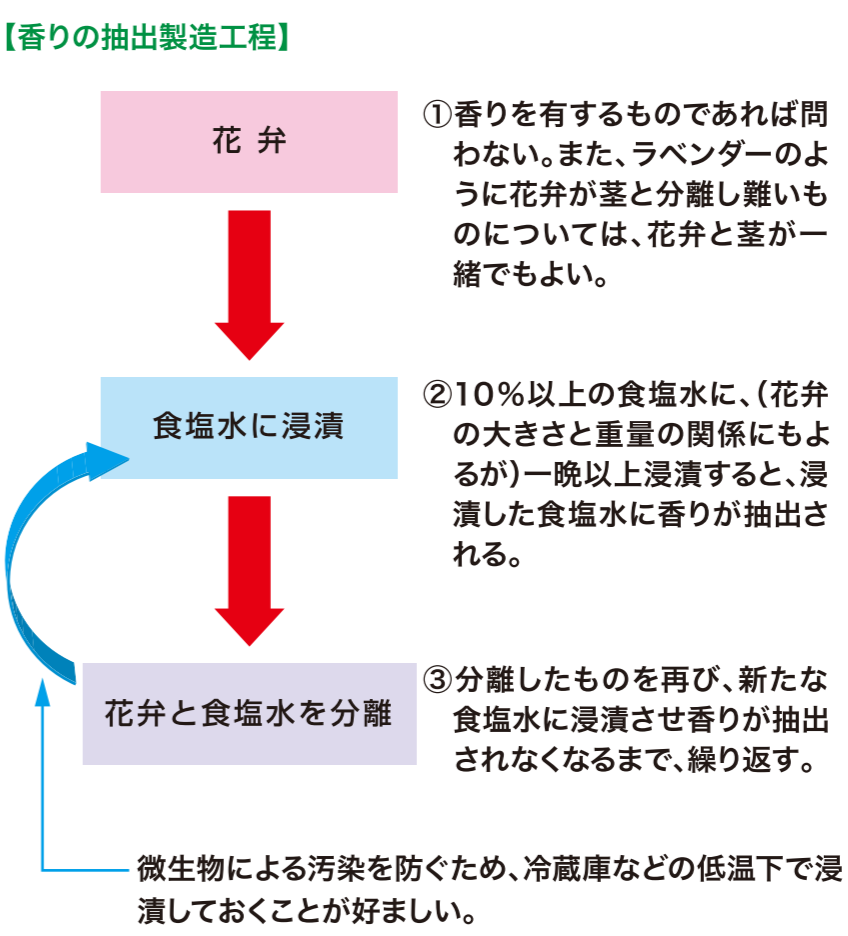 【香りの抽出製造工程】
花 弁
①香りを有するものであれば問
わない。また、ラベンダーのよ
うに花弁が茎と分離し難いも
のについては、花弁と茎が一
緒でもよい。
食塩水に浸漬
②10%以上の食塩水に、(花弁
の大きさと重量の関係にもよ
るが)一晩以上浸漬すると、浸
漬した食塩水に香りが抽出さ
れる。
花弁と食塩水を分離
③分離したものを再び、新たな
食塩水に浸漬させ香りが抽出
されなくなるまで、繰り返す。
微生物による汚染を防ぐため、冷蔵庫などの低温下で浸
漬しておくことが好ましい。